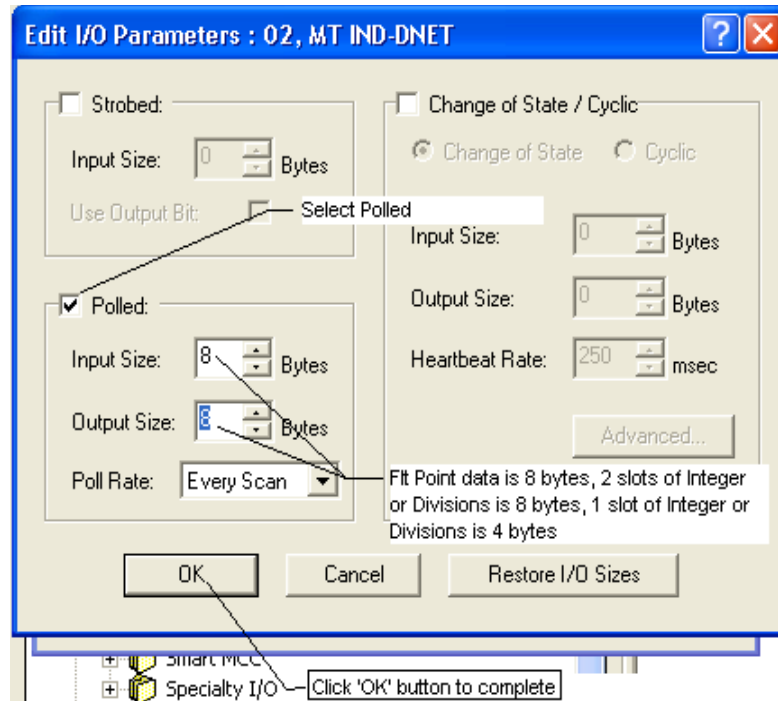 Edit I/O Parameters : 02, MT IND-DNET
Strobed:
Input Size: 0 Bytes
Use Output Bit:
Select Polled
Polled:
Input Size: 8 Bytes
Output Size: 8 Bytes
Poll Rate: Every Scan
Change of State / Cyclic
Change of State Cyclic
Input Size: 0 Bytes
Output Size: 0 Bytes
Heartbeat Rate: 250 msec
Advanced...
Flt Point data is 8 bytes, 2 slots of Integer
or Divisions is 8 bytes, 1 slot of Integer or
Divisions is 4 bytes
OK Cancel Restore I/O Sizes
Smart MCC
Specialty I/O
Click 'OK' button to complete